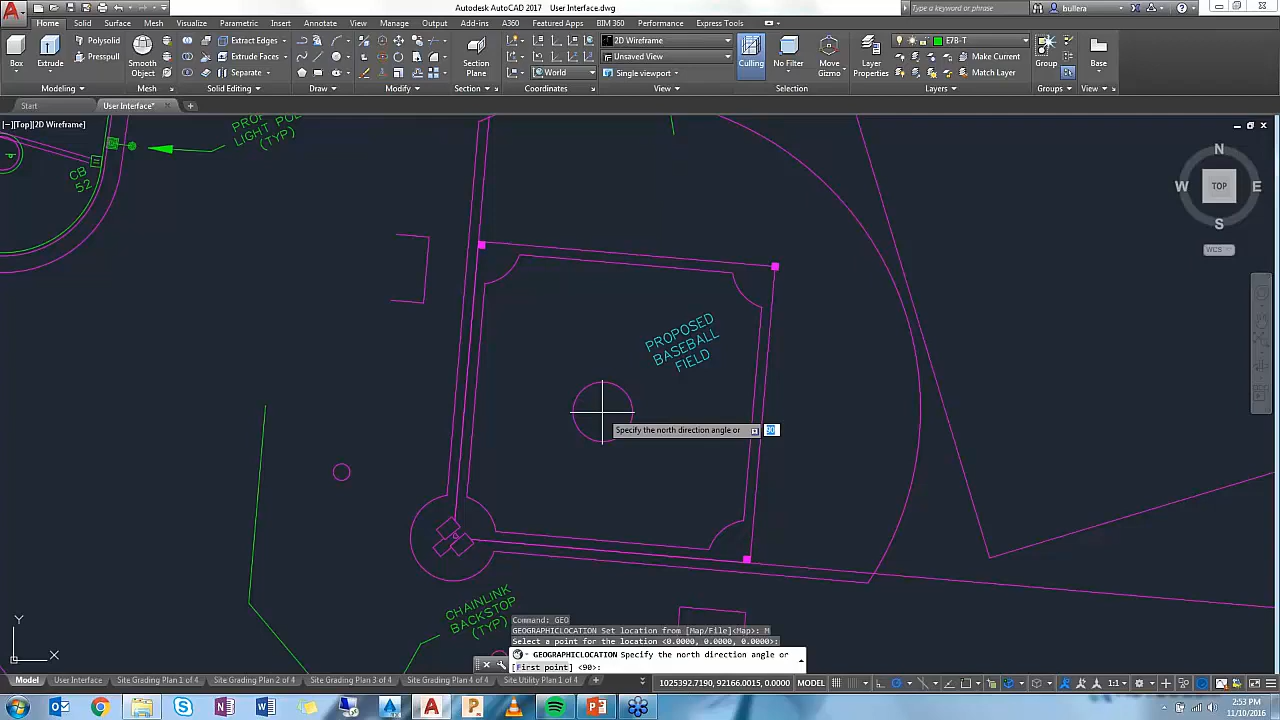 Autodesk AutoCAD 2017 User Interface.dwg
Type a keyword or phrase
bullera
Home Solid Surface Mesh Visualize Parametric Insert Annotate View Manage Output Add-ins A360 Featured Apps BIM 360 Performance Express Tools
Box
Extrude
Polysolid
Presspull
Smooth
Object
Extract Edges
Extrude Faces
Separate
Section
Plane
World
2D Wireframe
Unsaved View
Single viewport
Culling
No Filter
Move
Gizmo
Layer
Properties
E78-T
Make Current
Match Layer
Group
Base
Modeling
Mesh
Solid Editing
Draw
Modify
Section
Coordinates
View
Selection
Layers
Groups
View
Start
User Interface*
[−][Top][2D Wireframe]
LIGHT
(TYP)
CB
52
N
W
TOP
E
S
WCS
PROPOSED
BASEBALL
FIELD
Specify the north direction angle or
90
CHAINLINK
BACKSTOP
(TYP)
Y
X
Command: GEO
GEOGRAPHICLOCATION Set location from [Map/File]<Map>: M
Select a point for the location <0.0000, 0.0000, 0.0000>:
GEOGRAPHICLOCATION Specify the north direction angle or
[First point] <90>:
Model
User Interface
Site Grading Plan 1 of 4
Site Grading Plan 2 of 4
Site Grading Plan 3 of 4
Site Grading Plan 4 of 4
Site Utility Plan 1 of 4
1025392.7190, 92166.0015, 0.0000
MODEL
1:1
2:53 PM
11/10/2016